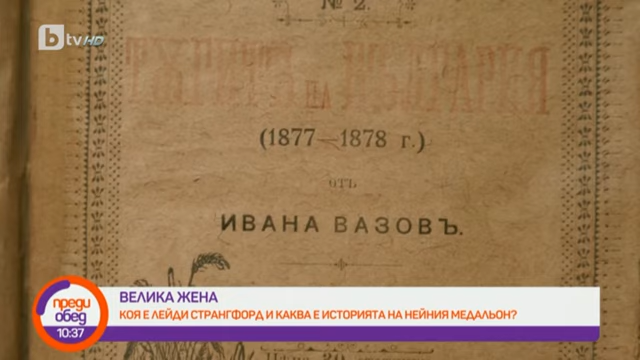 btv HD
№ 2.
(1877—1878 г.)
отъ
ИВАНА ВАЗОВЪ.
преди
обед
10:37
ВЕЛИКА ЖЕНА
КОЯ Е ЛЕЙДИ СТРАНГФОРД И КАКВА Е ИСТОРИЯТА НА НЕЙНИЯ МЕДАЛЬОН?